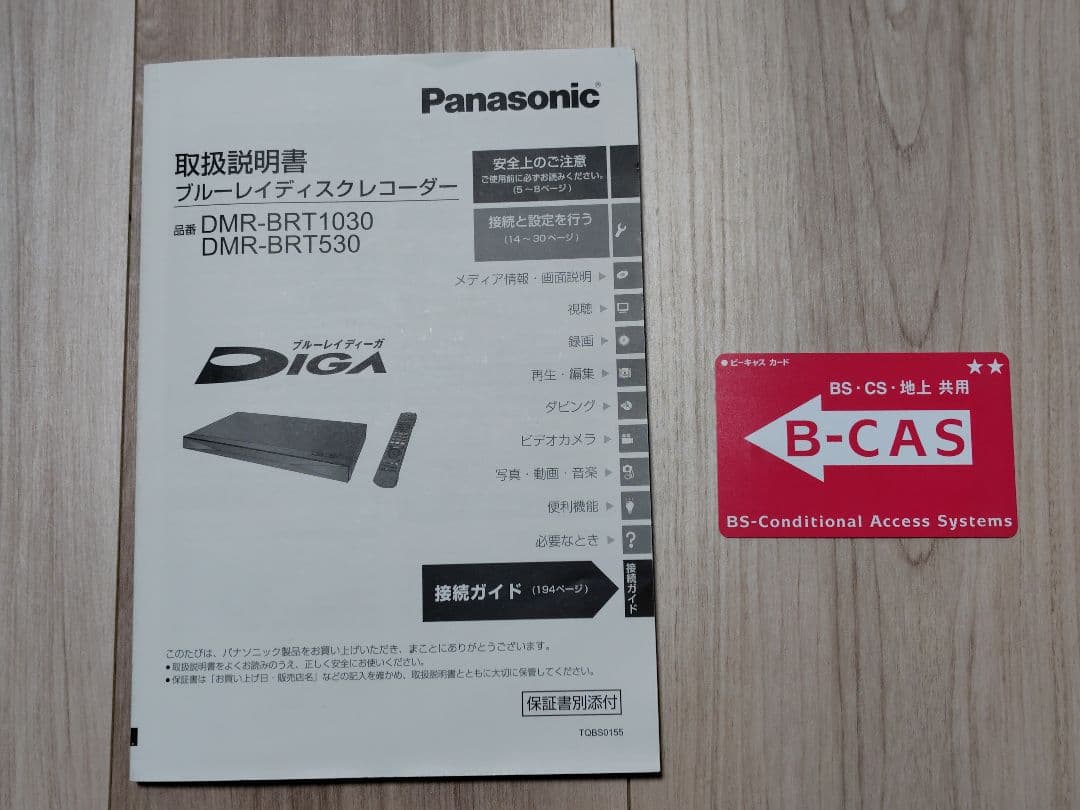 Panasonic®
取扱説明書
ブルーレイディスクレコーダー
品番 DMR-BRT1030
DMR-BRT530
安全上のご注意
ご使用前に必ずお読みください。
(5～8ページ)
接続と設定を行う
(14～30ページ)
メディア情報・画面説明
視聴
録画
再生・編集
ダビング
ビデオカメラ
写真・動画・音楽
便利機能
必要なとき
?
ブルーレイディーガ
DIGA
接続ガイド (194ページ)
接続ガイド
このたびは、パナソニック製品をお買い上げいただき、まことにありがとうございます。
●取扱説明書をよくお読みのうえ、正しく安全にお使いください。
●保証書は「お買い上げ日・販売店名」などの記入を確かめ、取扱説明書とともに大切に保管してください。
保証書別添付
TQBS0155
●ビーキャス カード
★★
BS・CS・地上 共用
B-CAS
BS-Conditional Access Systems